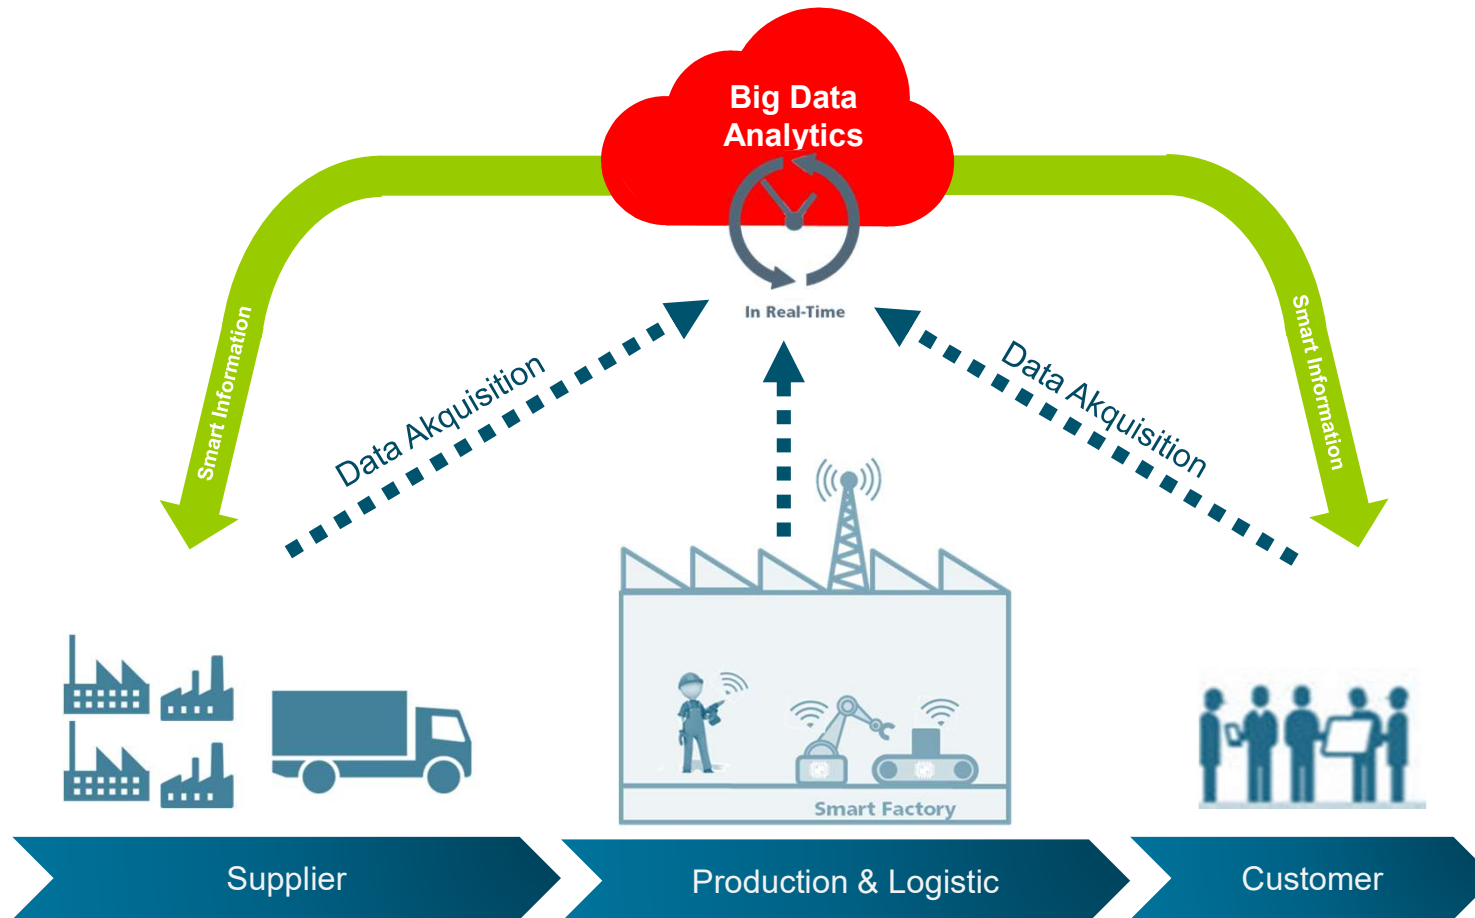 Big Data
Analytics
In Real-Time
Smart Information
Data Akquisition
Data Akquisition
Smart Information
Smart Factory
Supplier
Production & Logistic
Customer